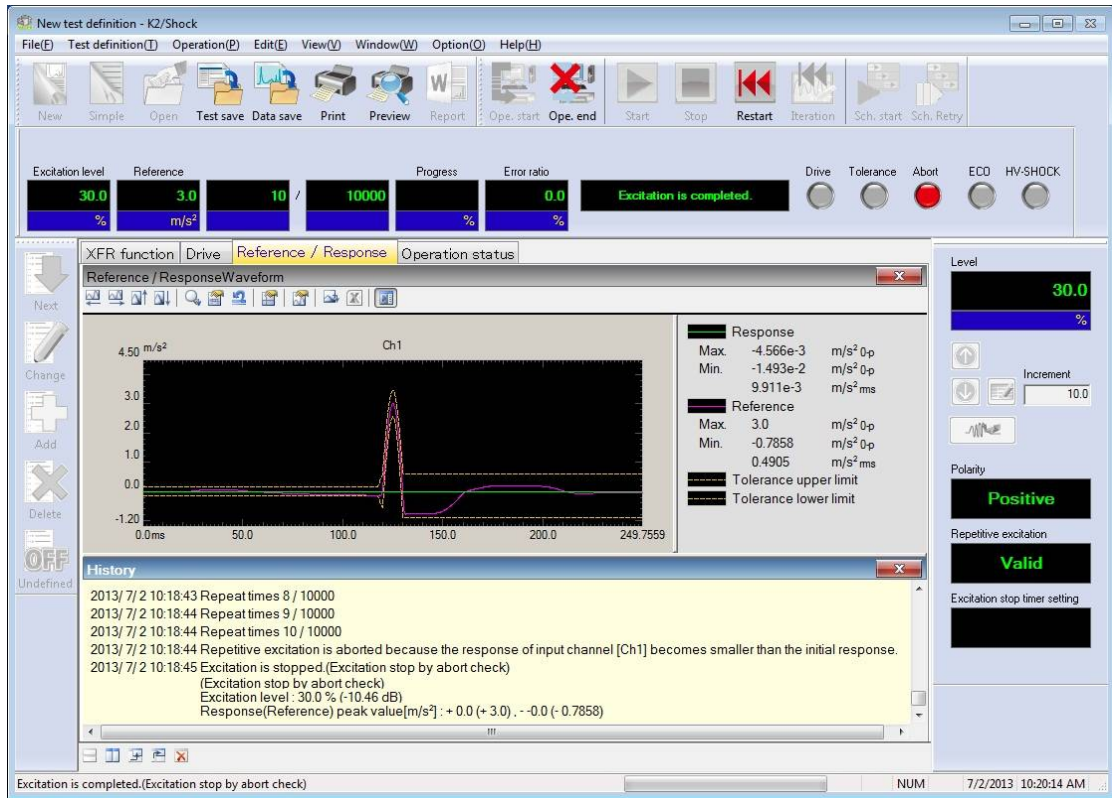 New test definition - K2/Shock
File(F) Test definition(T) Operation(P) Edit(E) View(V) Window(W) Option(O) Help(H)
New Simple Open Test save Data save Print Preview Report Ope. start Ope. end Start Stop Restart Iteration Sch. start Sch. Retry
Excitation level Reference Progress Error ratio Drive Tolerance Abort ECO HV-SHOCK
30.0 3.0 10 / 10000 0.0 Excitation is completed.
% m/s² % %
XFR function Drive Reference / Response Operation status
Reference / ResponseWaveform
Next
Change
Add
Delete
OFF
Undefined
4.50 m/s² Ch1
3.0
2.0
1.0
0.0
-1.20
0.0ms 50.0 100.0 150.0 200.0 249.7559
Response
Max. -4.566e-3 m/s² 0-p
Min. -1.493e-2 m/s² 0-p
9.911e-3 m/s² rms
Reference
Max. 3.0 m/s² 0-p
Min. -0.7858 m/s² 0-p
0.4905 m/s² rms
Tolerance upper limit
Tolerance lower limit
History
2013/ 7/ 2 10:18:43 Repeat times 8 / 10000
2013/ 7/ 2 10:18:44 Repeat times 9 / 10000
2013/ 7/ 2 10:18:44 Repeat times 10 / 10000
2013/ 7/ 2 10:18:44 Repetitive excitation is aborted because the response of input channel [Ch1] becomes smaller than the initial response.
2013/ 7/ 2 10:18:45 Excitation is stopped.(Excitation stop by abort check)
(Excitation stop by abort check)
Excitation level : 30.0 % (-10.46 dB)
Response(Reference) peak value[m/s²] : + 0.0 (+ 3.0) , - -0.0 (- 0.7858)
Level
30.0
%
Increment
10.0
Polarity
Positive
Repetitive excitation
Valid
Excitation stop timer setting
Excitation is completed.(Excitation stop by abort check) NUM 7/2/2013 10:20:14 AM